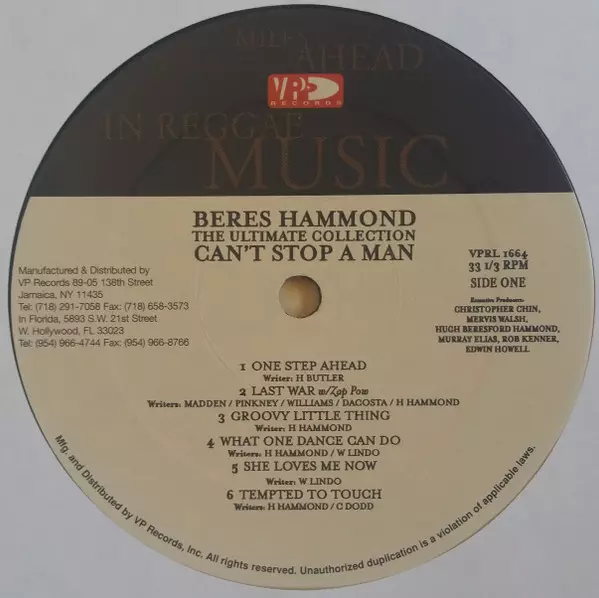 MILES
AHEAD
VP
RECORDS
IN REGGAE
MUSIC
BERES HAMMOND
THE ULTIMATE COLLECTION
CAN'T STOP A MAN
Manufactured & Distributed by
VP Records 89-05 138th Street
Jamaica, NY 11435
Tel: (718) 291-7058 Fax: (718) 658-3573
In Florida, 5893 S.W. 21st Street
W. Hollywood, FL 33023
Tel: (954) 966-4744 Fax: (954) 966-8766
VPRL 1664
33 1/3 RPM
SIDE ONE
Executive Producers:
CHRISTOPHER CHIN,
MERVIS WALSH,
HUGH BERESFORD HAMMOND,
MURRAY ELIAS, ROB KENNER,
EDWIN HOWELL
1 ONE STEP AHEAD
Writer: H BUTLER
2 LAST WAR w/Zap Pow
Writers: MADDEN / PINKNEY / WILLIAMS / DACOSTA / H HAMMOND
3 GROOVY LITTLE THING
Writer: H HAMMOND
4 WHAT ONE DANCE CAN DO
Writers: H HAMMOND / W LINDO
5 SHE LOVES ME NOW
Writer: W LINDO
6 TEMPTED TO TOUCH
Writers: H HAMMOND / C DODD
Mfg. and Distributed by VP Records, Inc. All rights reserved. Unauthorized duplication is a violation of applicable laws.